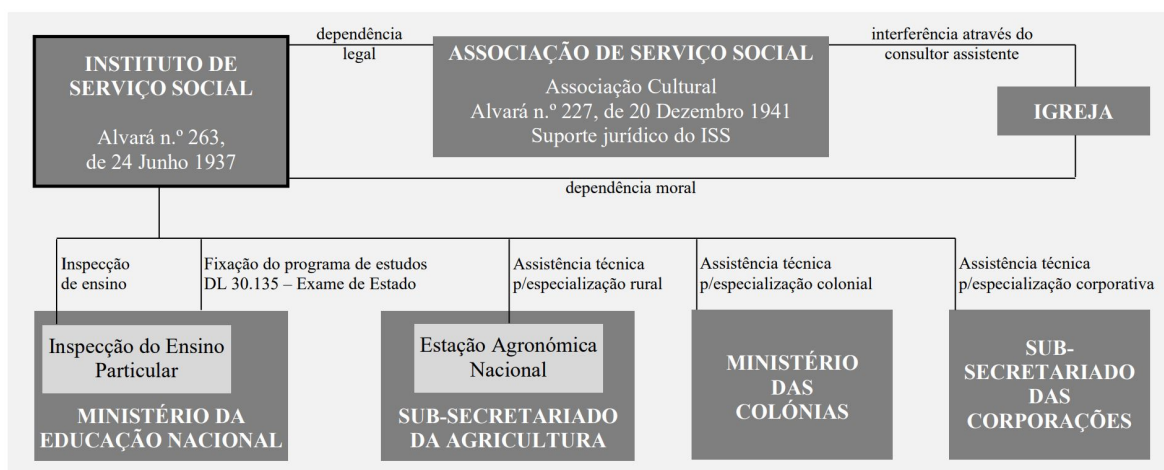 dependência
legal
interferência através do
consultor assistente
INSTITUTO DE
SERVIÇO SOCIAL
Alvará n.º 263,
de 24 Junho 1937
ASSOCIAÇÃO DE SERVIÇO SOCIAL
Associação Cultural
Alvará n.º 227, de 20 Dezembro 1941
Suporte jurídico do ISS
IGREJA
dependência moral
Inspecção
de ensino
Fixação do programa de estudos
DL 30.135 – Exame de Estado
Assistência técnica
p/especialização rural
Assistência técnica
p/especialização colonial
Assistência técnica
p/especialização corporativa
Inspecção do Ensino
Particular
MINISTÉRIO DA
EDUCAÇÃO NACIONAL
Estação Agronómica
Nacional
SUB-SECRETARIADO
DA AGRICULTURA
MINISTÉRIO
DAS
COLÓNIAS
SUB-
SECRETARIADO
DAS
CORPORAÇÕES